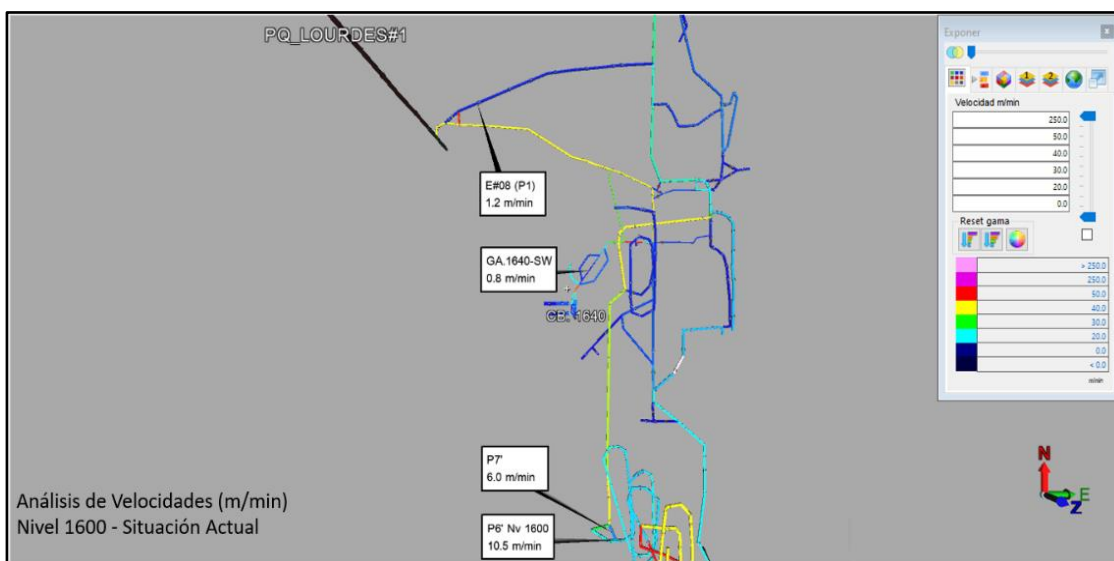 PQ_LOURDES#1
E#08 (P1)
1.2 m/min
GA.1640-SW
0.8 m/min
CB. 1640
P7'
6.0 m/min
P6' Nv 1600
10.5 m/min
Análisis de Velocidades (m/min)
Nivel 1600 - Situación Actual
Exponer
x
1
2
Velocidad m/min
250.0
50.0
40.0
30.0
20.0
0.0
Reset gama
> 250.0
250.0
50.0
40.0
30.0
20.0
0.0
< 0.0
m/min
N
E
Z